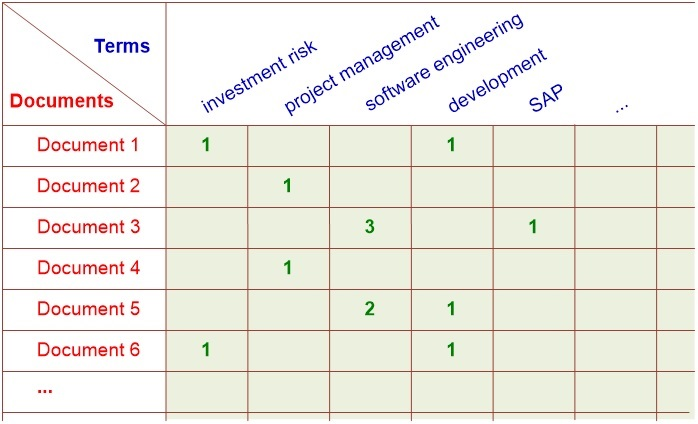 Terms
Documents
investment risk
project management
software engineering
development
SAP
...
Document 1 1 1
Document 2 1
Document 3 3 1
Document 4 1
Document 5 2 1
Document 6 1 1
...